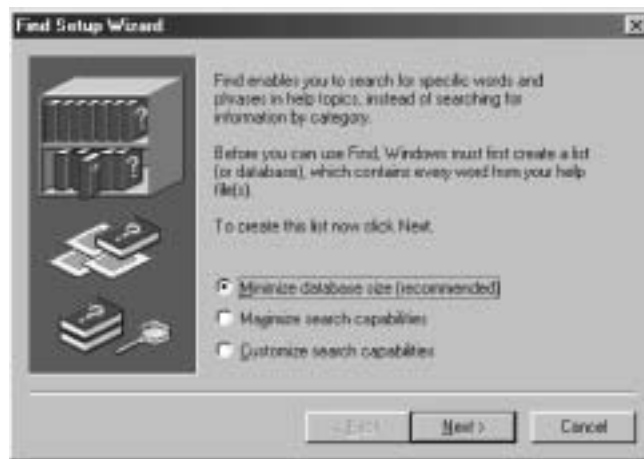 Find Setup Wizard
Find enables you to search for specific words and
phrases in help topics, instead of searching for
information by category.
Before you can use Find, Windows must first create a list
(or database), which contains every word from your help
file(s).
To create this list now click Next.
Minimize database size (recommended)
Maximize search capabilities
Customize search capabilities
< Back
Next >
Cancel